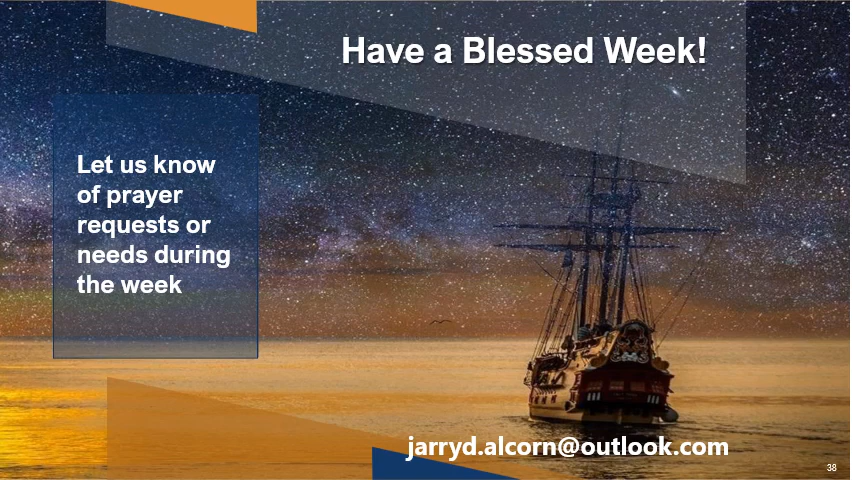 Have a Blessed Week!
Let us know
of prayer
requests or
needs during
the week
jarryd.alcorn@outlook.com
38